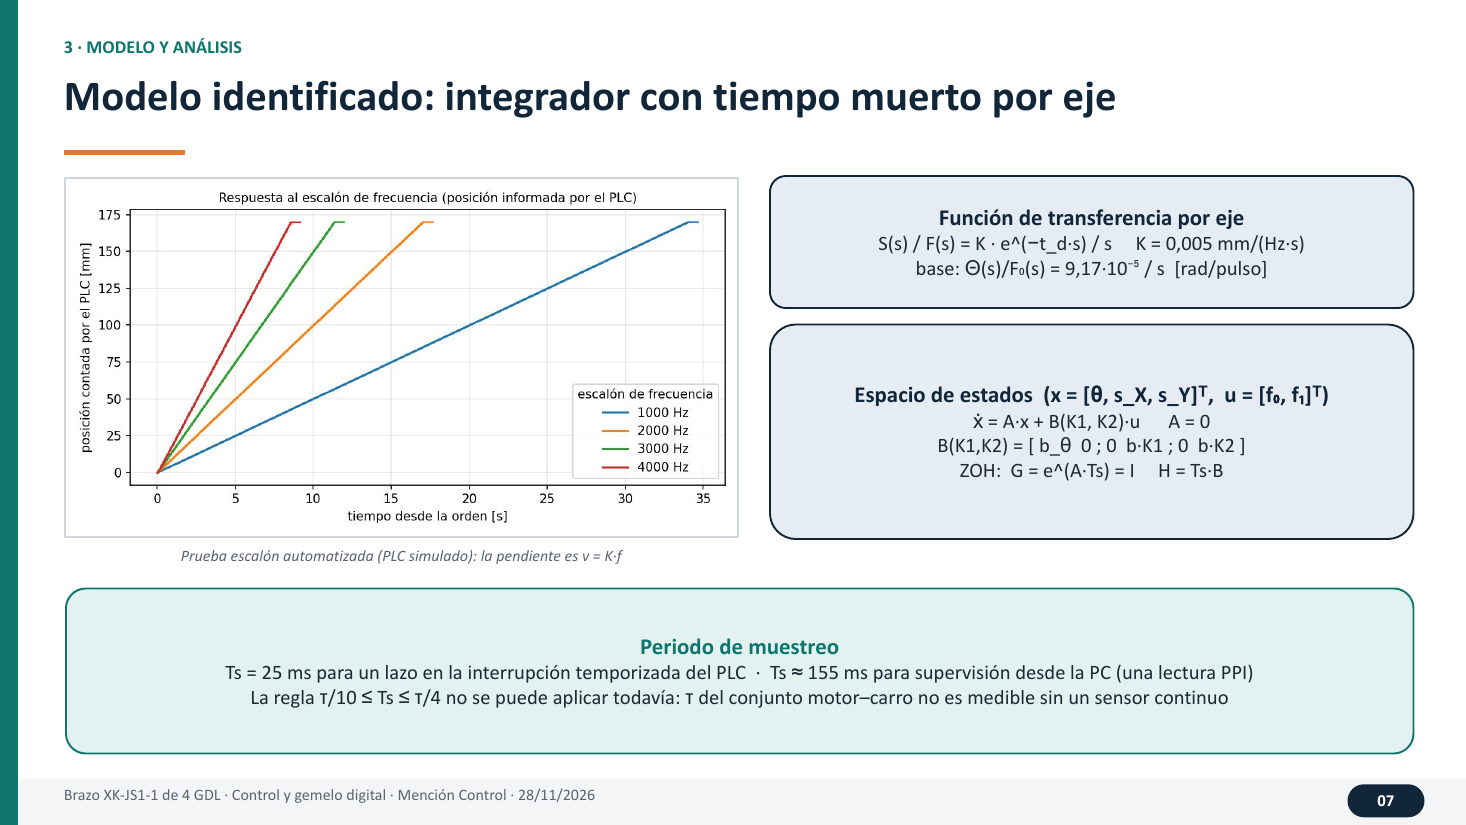 3 · MODELO Y ANÁLISIS
Modelo identificado: integrador con tiempo muerto por eje
Respuesta al escalón de frecuencia (posición informada por el PLC)
posición contada por el PLC [mm]
175
150
125
100
75
50
25
0
escalón de frecuencia
1000 Hz
2000 Hz
3000 Hz
4000 Hz
0 5 10 15 20 25 30 35
tiempo desde la orden [s]
Prueba escalón automatizada (PLC simulado): la pendiente es v = K·f
Función de transferencia por eje
S(s) / F(s) = K · e^(−t_d·s) / s K = 0,005 mm/(Hz·s)
base: Θ(s)/F₀(s) = 9,17·10⁻⁵ / s [rad/pulso]
Espacio de estados (x = [θ, s_X, s_Y]ᵀ, u = [f₀, f₁]ᵀ)
ẋ = A·x + B(K1, K2)·u A = 0
B(K1,K2) = [ b_θ 0 ; 0 b·K1 ; 0 b·K2 ]
ZOH: G = e^(A·Ts) = I H = Ts·B
Periodo de muestreo
Ts = 25 ms para un lazo en la interrupción temporizada del PLC · Ts ≈ 155 ms para supervisión desde la PC (una lectura PPI)
La regla τ/10 ≤ Ts ≤ τ/4 no se puede aplicar todavía: τ del conjunto motor–carro no es medible sin un sensor continuo
Brazo XK-JS1-1 de 4 GDL · Control y gemelo digital · Mención Control · 28/11/2026
07